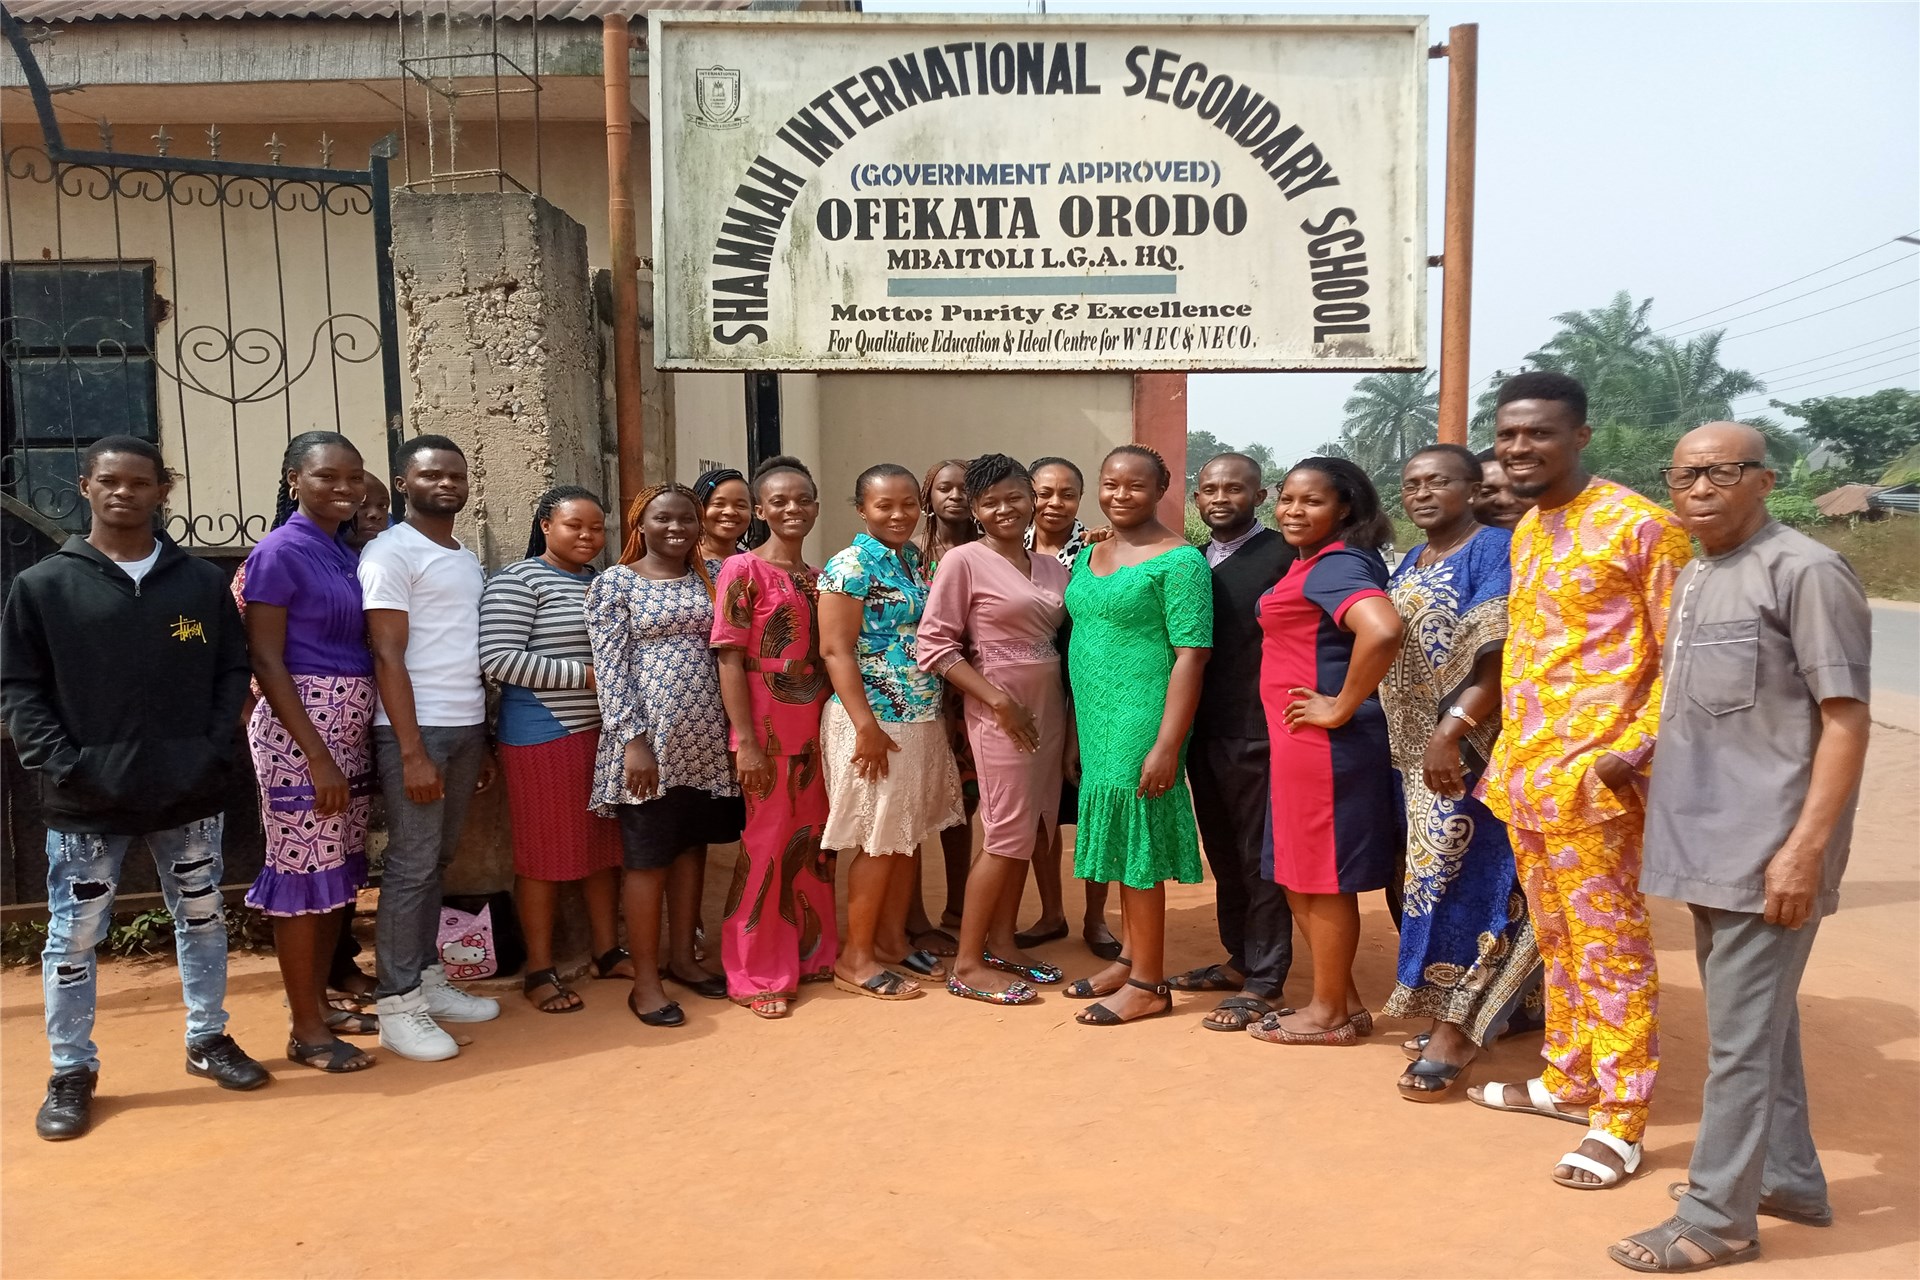 SHAMMAH INTERNATIONAL SECONDARY SCHOOL
INTERNATIONAL
(GOVERNMENT APPROVED)
OFEKATA ORODO
MBAITOLI L.G.A. HQ.
Motto: Purity & Excellence
For Qualitative Education & Ideal Centre for WAEC & NECO.